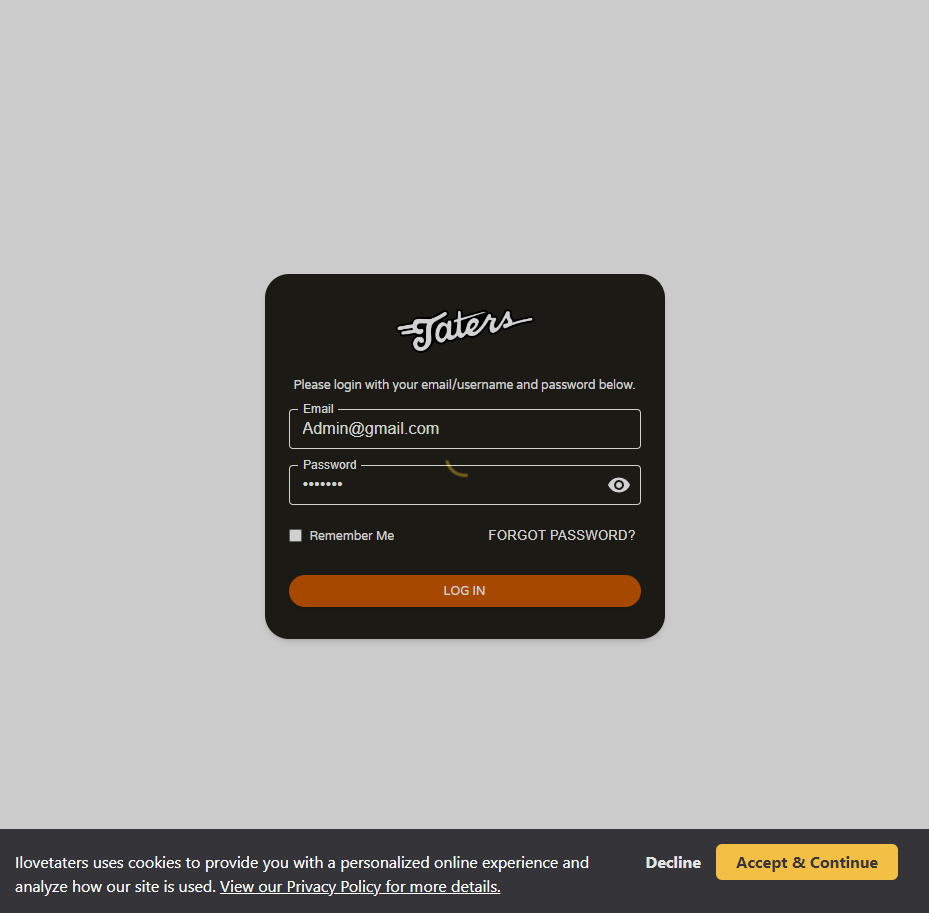 Taters
Please login with your email/username and password below.
Email
Admin@gmail.com
Password
•••••••
Remember Me
FORGOT PASSWORD?
LOG IN
Ilovetaters uses cookies to provide you with a personalized online experience and
analyze how our site is used. View our Privacy Policy for more details.
Decline
Accept & Continue